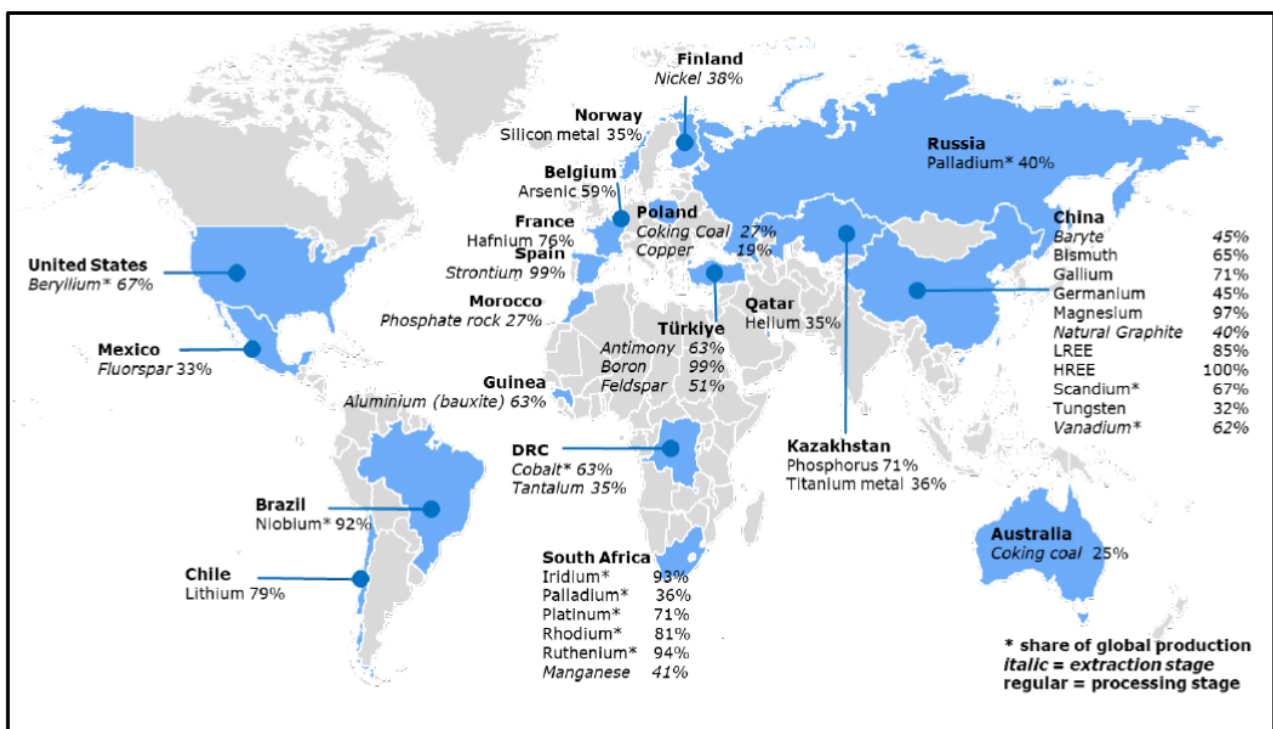 Finland
Nickel 38%
Norway
Silicon metal 35%
Russia
Palladium* 40%
Belgium
Arsenic 59%
Poland
Coking Coal 27%
Copper 19%
France
Hafnium 76%
Spain
Strontium 99%
China
Baryte 45%
Bismuth 65%
Gallium 71%
Germanium 45%
Magnesium 97%
Natural Graphite 40%
LREE 85%
HREE 100%
Scandium* 67%
Tungsten 32%
Vanadium* 62%
United States
Beryllium* 67%
Morocco
Phosphate rock 27%
Qatar
Helium 35%
Türkiye
Antimony 63%
Boron 99%
Feldspar 51%
Mexico
Fluorspar 33%
Guinea
Aluminium (bauxite) 63%
DRC
Cobalt* 63%
Tantalum 35%
Kazakhstan
Phosphorus 71%
Titanium metal 36%
Brazil
Niobium* 92%
Australia
Coking coal 25%
Chile
Lithium 79%
South Africa
Iridium* 93%
Palladium* 36%
Platinum* 71%
Rhodium* 81%
Ruthenium* 94%
Manganese 41%
* share of global production
italic = extraction stage
regular = processing stage